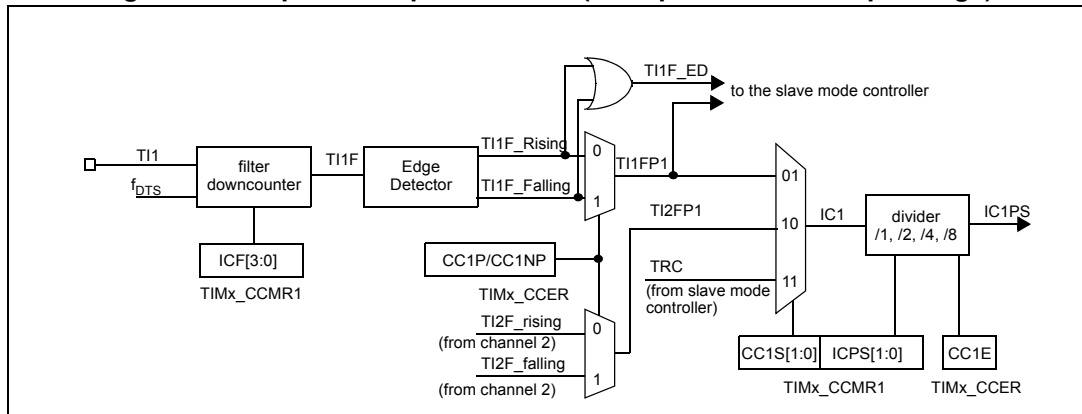 TI1F_ED
to the slave mode controller
TI1
f_DTS
filter
downcounter
TI1F
Edge
Detector
TI1F_Rising
TI1F_Falling
0
1
TI1FP1
01
TI2FP1
10
IC1
divider
/1, /2, /4, /8
IC1PS
ICF[3:0]
TIMx_CCMR1
CC1P/CC1NP
TIMx_CCER
TRC
(from slave mode
controller)
11
TI2F_rising
(from channel 2)
0
TI2F_falling
(from channel 2)
1
CC1S[1:0]
ICPS[1:0]
CC1E
TIMx_CCMR1
TIMx_CCER